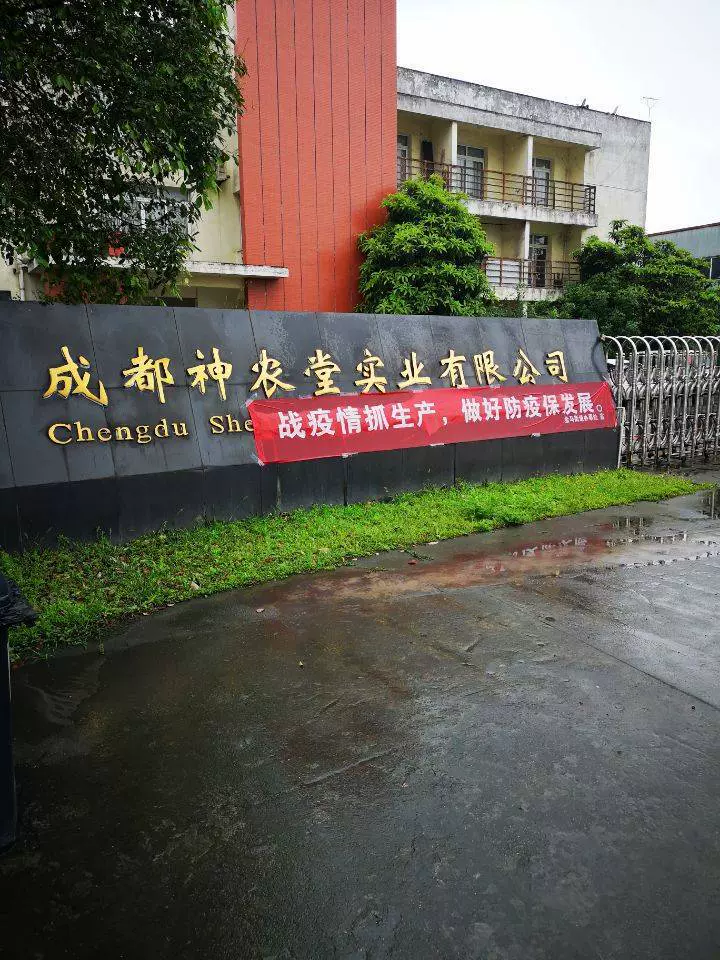 成都神农堂实业有限公司
Chengdu She
战疫情抓生产，做好防疫保发展。